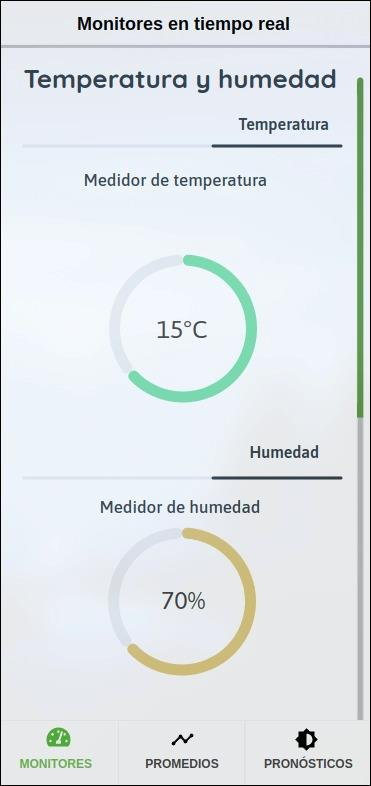 Monitores en tiempo real
Temperatura y humedad
Temperatura
Medidor de temperatura
15°C
Humedad
Medidor de humedad
70%
MONITORES
PROMEDIOS
PRONÓSTICOS